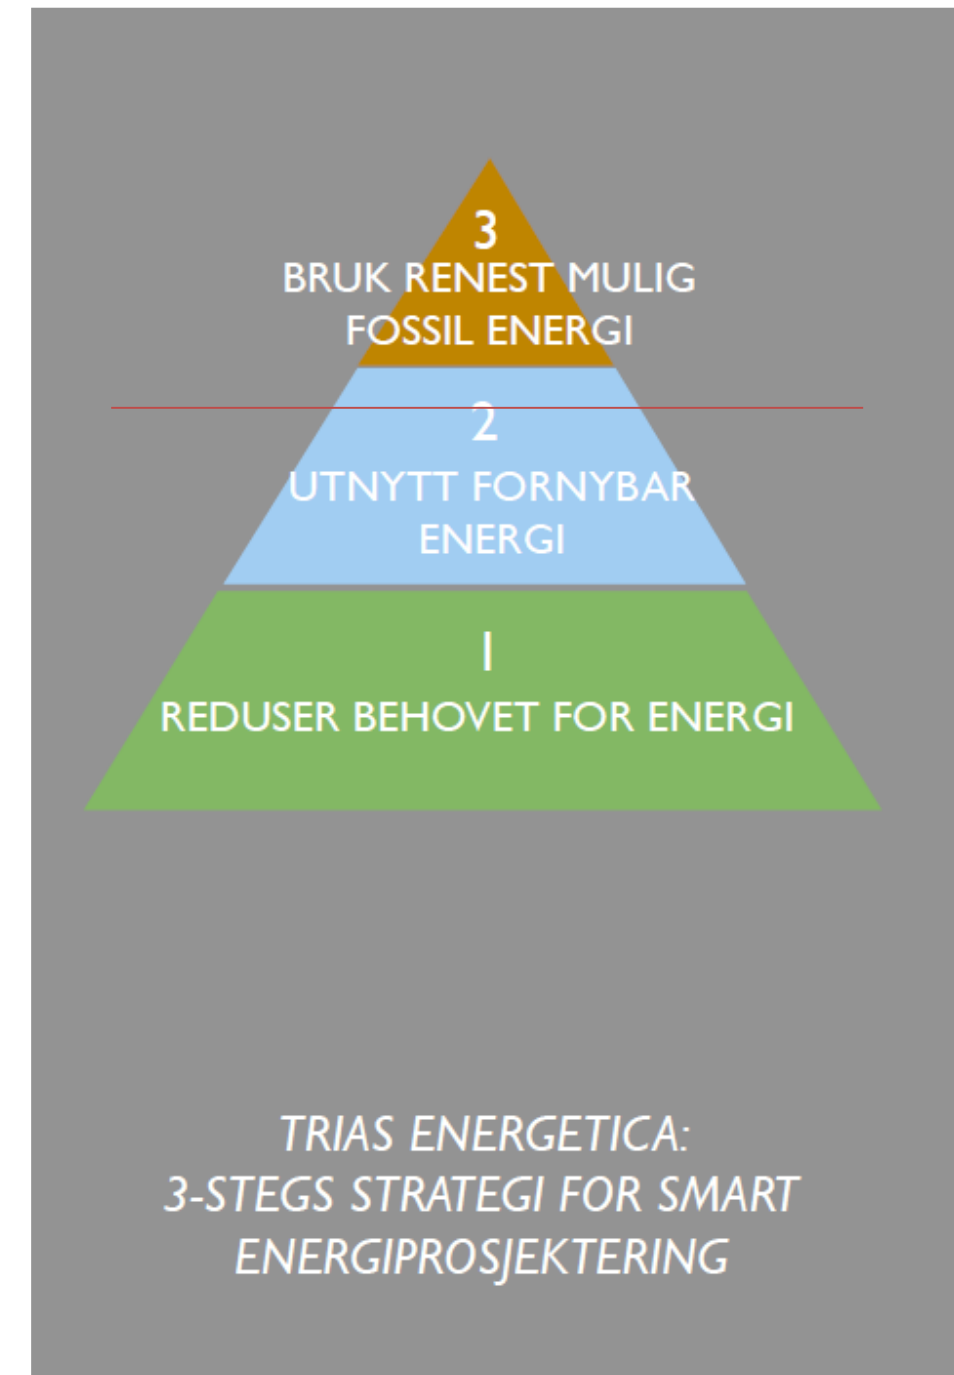 3
BRUK RENEST MULIG
FOSSIL ENERGI
2
UTNYTT FORNYBAR
ENERGI
1
REDUSER BEHOVET FOR ENERGI
TRIAS ENERGETICA:
3-STEGS STRATEGI FOR SMART
ENERGIPROSJEKTERING